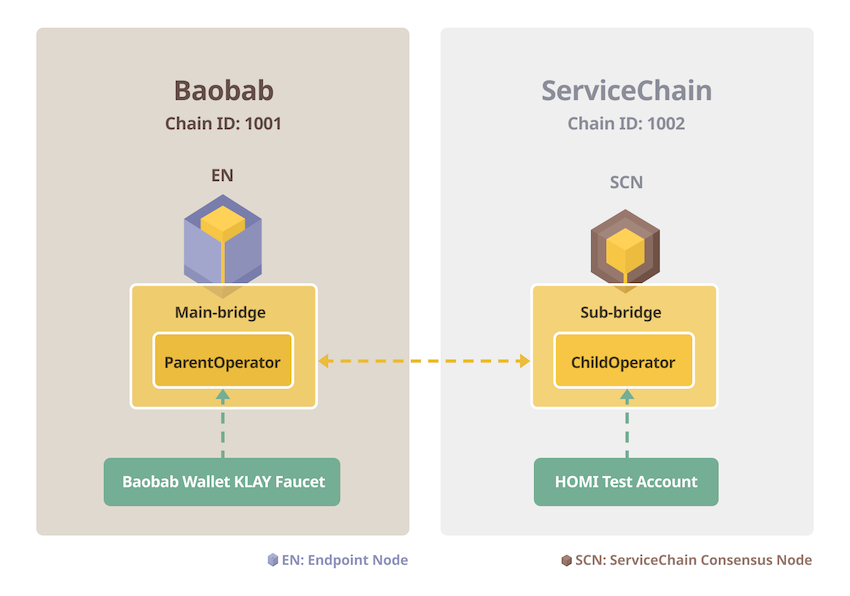 Baobab
Chain ID: 1001
EN
Main-bridge
ParentOperator
Baobab Wallet KLAY Faucet
EN: Endpoint Node
ServiceChain
Chain ID: 1002
SCN
Sub-bridge
ChildOperator
HOMI Test Account
SCN: ServiceChain Consensus Node